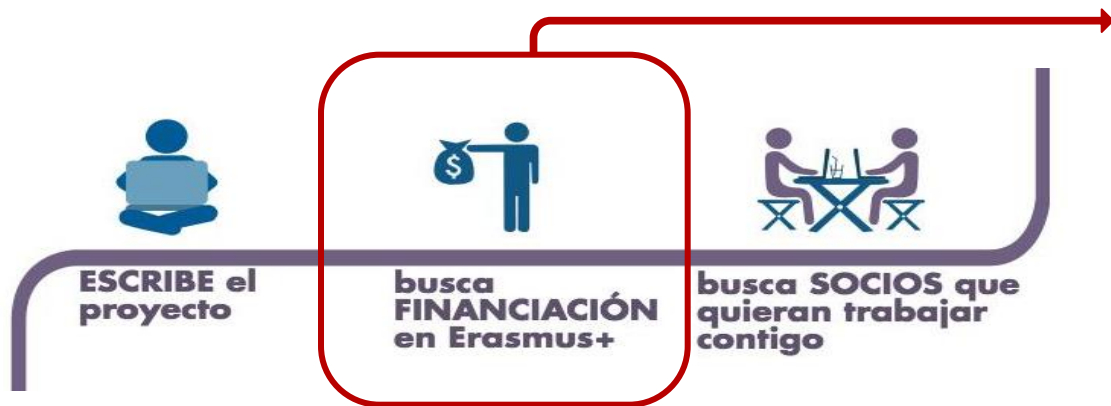 $
ESCRIBE el
proyecto
busca
FINANCIACIÓN
en Erasmus+
busca SOCIOS que
quieran trabajar
contigo